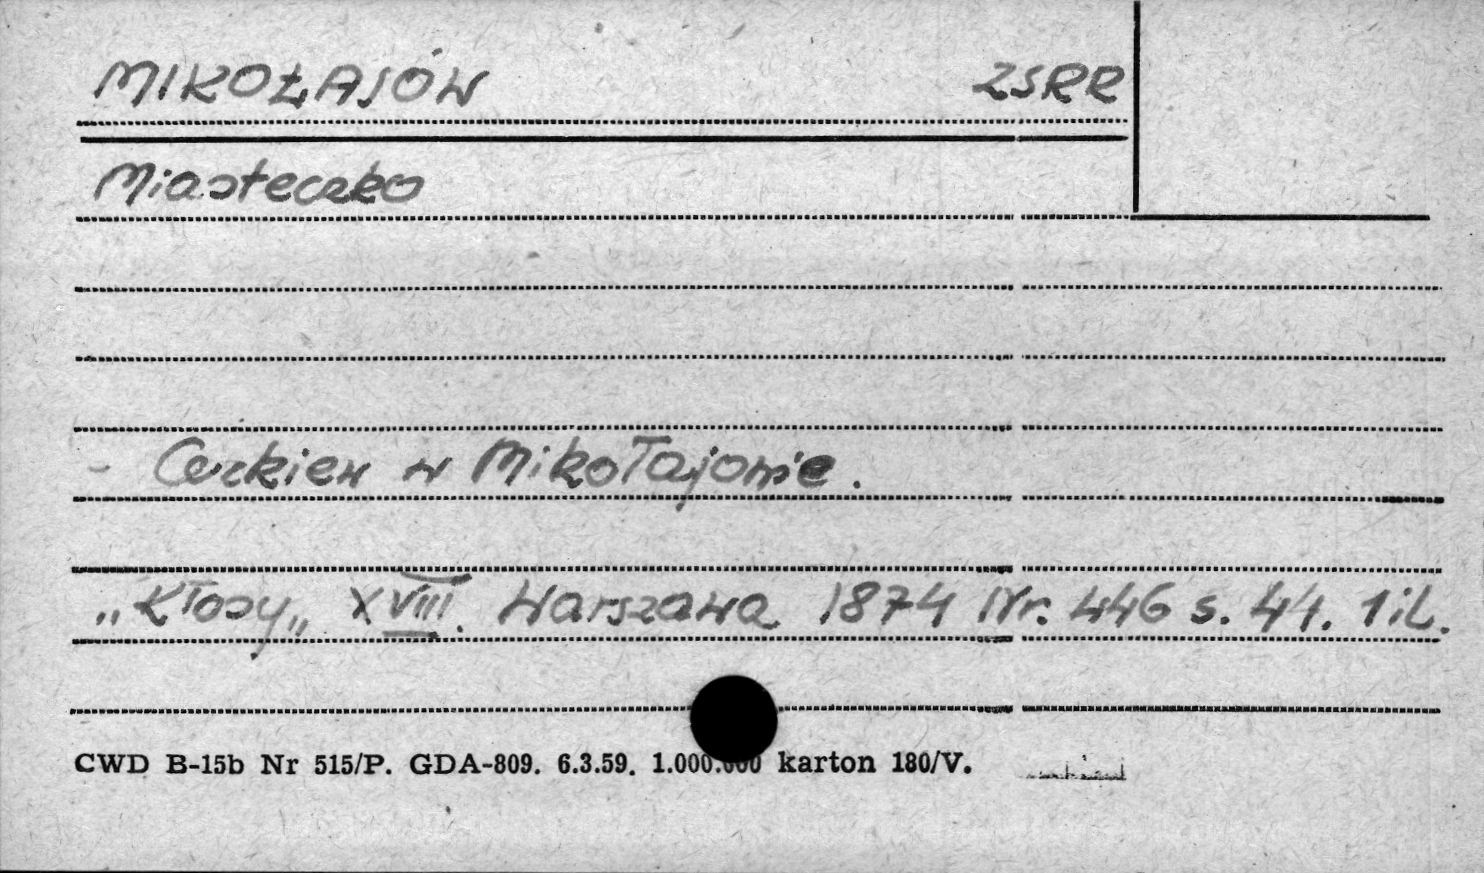 MIKOŁAJÓW ZSRR
Miasteczko
- Cerkiew w Mikołajowie.
„Kłosy„ XVIII. Warszawa 1874 Nr. 446 s. 44. 1 il.
CWD B-15b Nr 515/P. GDA-809. 6.3.59. 1.000.000 karton 180/V.